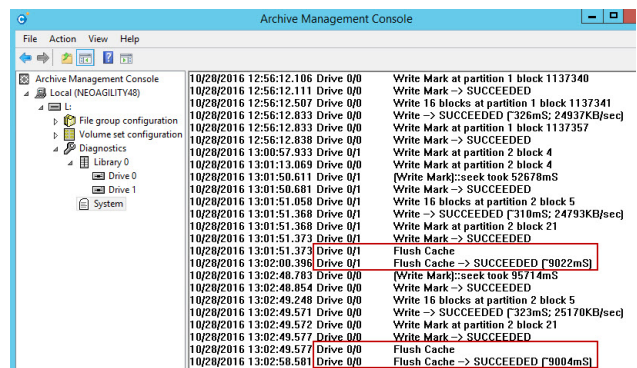 Archive Management Console
File Action View Help
Archive Management Console
Local (NEOAGILITY48)
L:
File group configuration
Volume set configuration
Diagnostics
Library 0
Drive 0
Drive 1
System
10/28/2016 12:56:12.106 Drive 0/0 Write Mark at partition 1 block 1137340
10/28/2016 12:56:12.111 Drive 0/0 Write Mark -> SUCCEEDED
10/28/2016 12:56:12.507 Drive 0/0 Write 16 blocks at partition 1 block 1137341
10/28/2016 12:56:12.833 Drive 0/0 Write -> SUCCEEDED (~326mS; 24937KB/sec)
10/28/2016 12:56:12.833 Drive 0/0 Write Mark at partition 1 block 1137357
10/28/2016 12:56:12.838 Drive 0/0 Write Mark -> SUCCEEDED
10/28/2016 13:00:57.933 Drive 0/1 Write Mark at partition 2 block 4
10/28/2016 13:01:13.069 Drive 0/0 Write Mark at partition 2 block 4
10/28/2016 13:01:50.611 Drive 0/1 (Write Mark)::seek took 52678mS
10/28/2016 13:01:50.681 Drive 0/1 Write Mark -> SUCCEEDED
10/28/2016 13:01:51.058 Drive 0/1 Write 16 blocks at partition 2 block 5
10/28/2016 13:01:51.368 Drive 0/1 Write -> SUCCEEDED (~310mS; 24793KB/sec)
10/28/2016 13:01:51.368 Drive 0/1 Write Mark at partition 2 block 21
10/28/2016 13:01:51.373 Drive 0/1 Write Mark -> SUCCEEDED
10/28/2016 13:01:51.373 Drive 0/1 Flush Cache
10/28/2016 13:02:00.396 Drive 0/1 Flush Cache -> SUCCEEDED (~9022mS)
10/28/2016 13:02:48.783 Drive 0/0 (Write Mark)::seek took 95714mS
10/28/2016 13:02:48.854 Drive 0/0 Write Mark -> SUCCEEDED
10/28/2016 13:02:49.248 Drive 0/0 Write 16 blocks at partition 2 block 5
10/28/2016 13:02:49.571 Drive 0/0 Write -> SUCCEEDED (~323mS; 25170KB/sec)
10/28/2016 13:02:49.572 Drive 0/0 Write Mark at partition 2 block 21
10/28/2016 13:02:49.577 Drive 0/0 Write Mark -> SUCCEEDED
10/28/2016 13:02:49.577 Drive 0/0 Flush Cache
10/28/2016 13:02:58.581 Drive 0/0 Flush Cache -> SUCCEEDED (~9004mS)